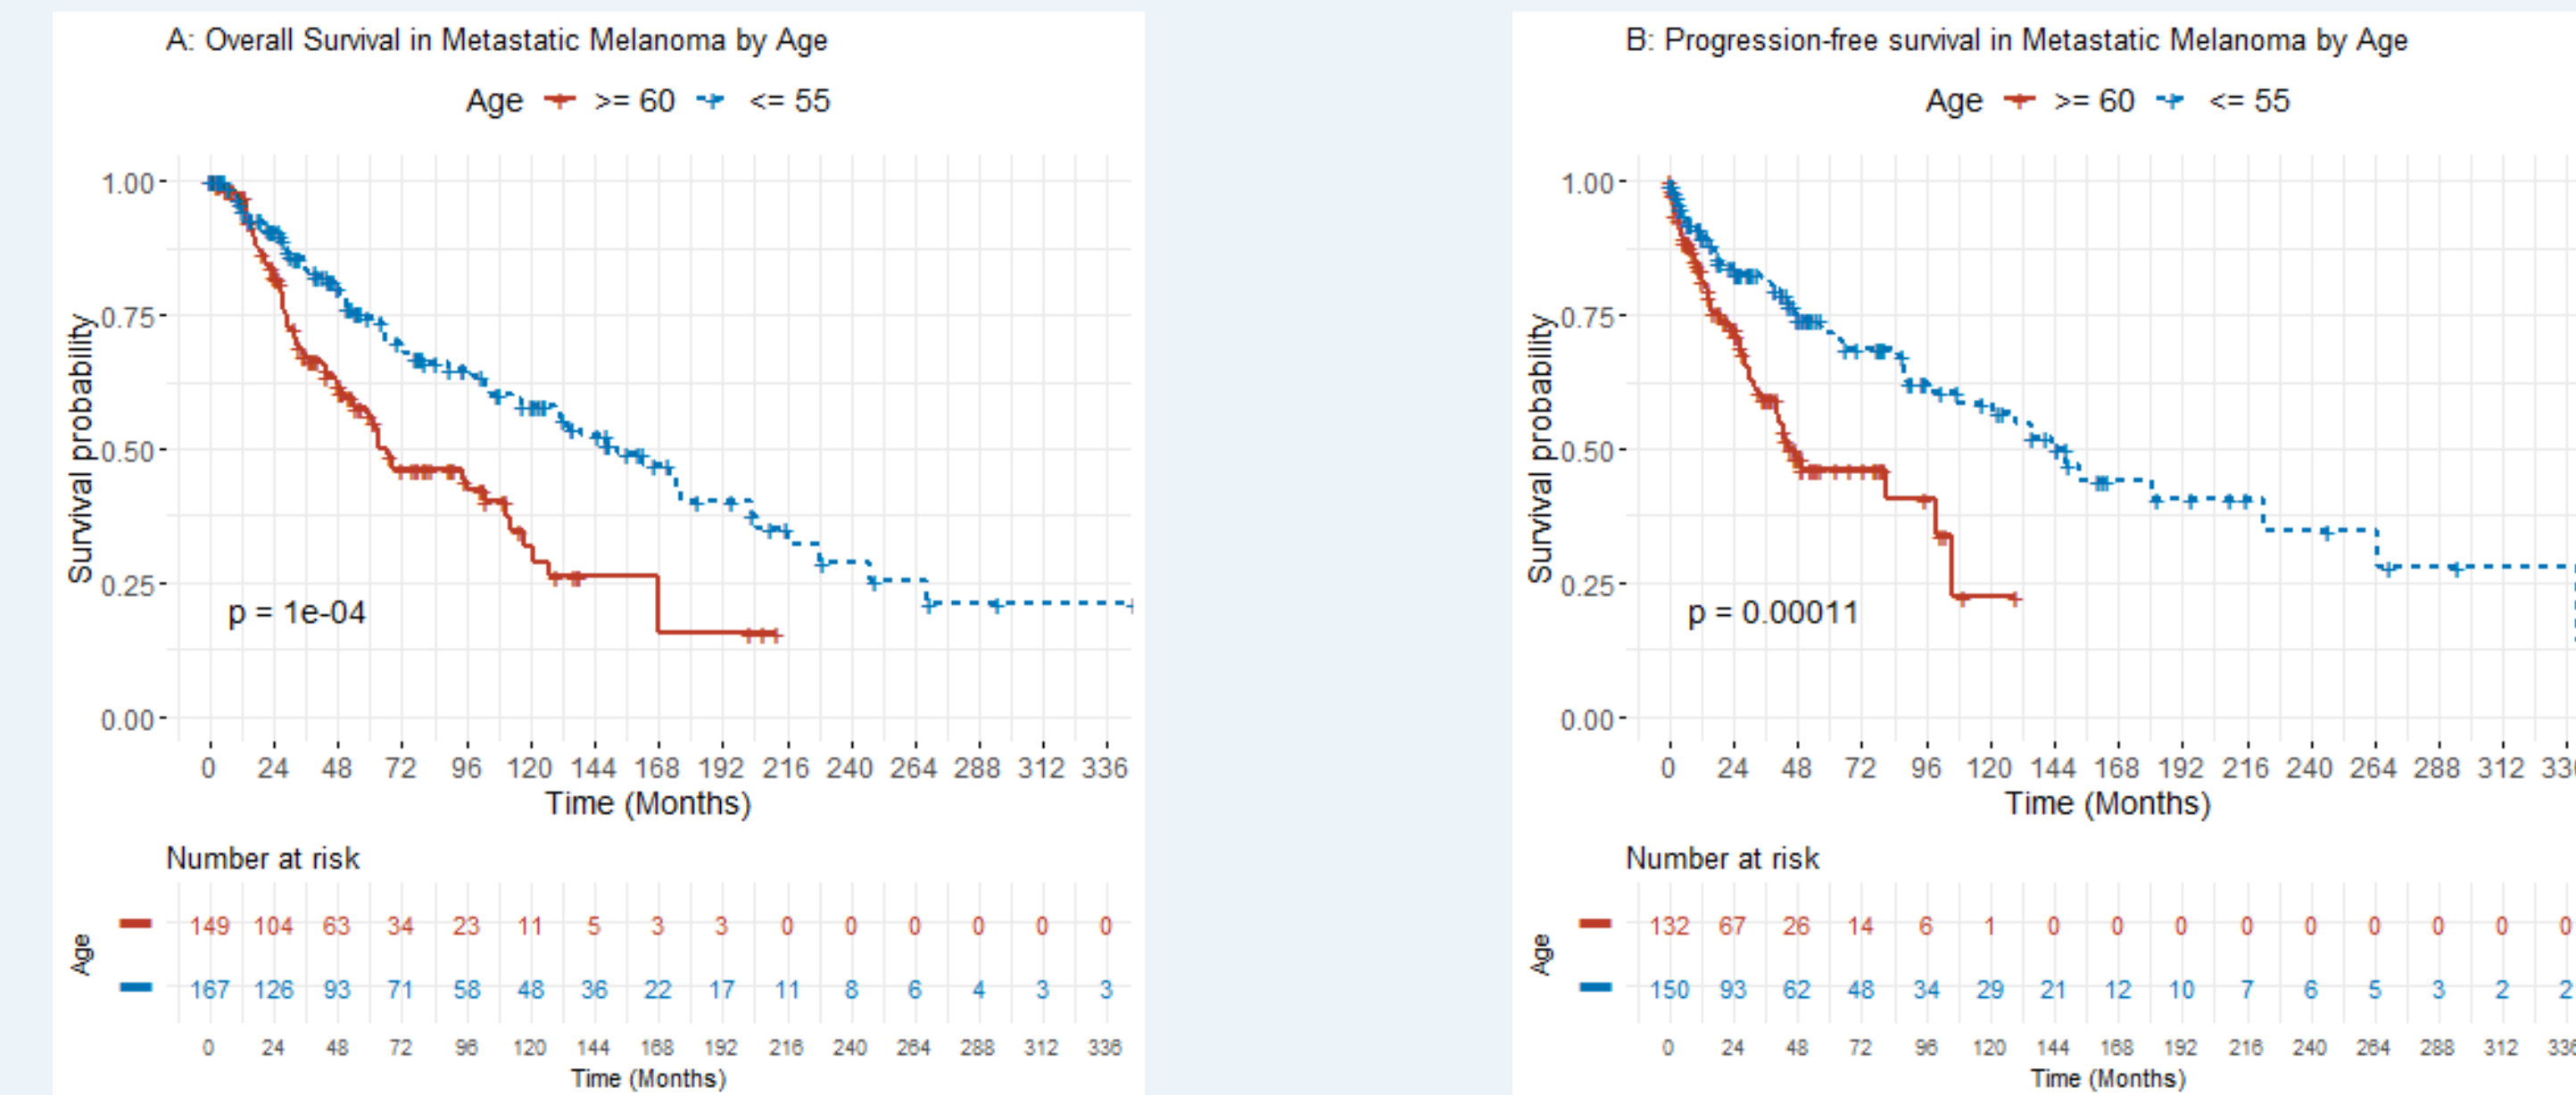 A: Overall Survival in Metastatic Melanoma by Age
Age >= 60 <= 55
Survival probability
1.00
0.75
0.50
0.25
0.00
p = 1e-04
0 24 48 72 96 120 144 168 192 216 240 264 288 312 336
Time (Months)
Number at risk
Age
149 104 63 34 23 11 5 3 3 0 0 0 0 0 0
167 126 93 71 58 48 36 22 17 11 8 6 4 3 3
0 24 48 72 96 120 144 168 192 216 240 264 288 312 336
Time (Months)
B: Progression-free survival in Metastatic Melanoma by Age
Age >= 60 <= 55
Survival probability
1.00
0.75
0.50
0.25
0.00
p = 0.00011
0 24 48 72 96 120 144 168 192 216 240 264 288 312
Time (Months)
Number at risk
Age
132 67 26 14 6 1 0 0 0 0 0 0 0 0 0
150 93 62 48 34 29 21 12 10 7 6 5 3 2 2
0 24 48 72 96 120 144 168 192 216 240 264 288 312
Time (Months)